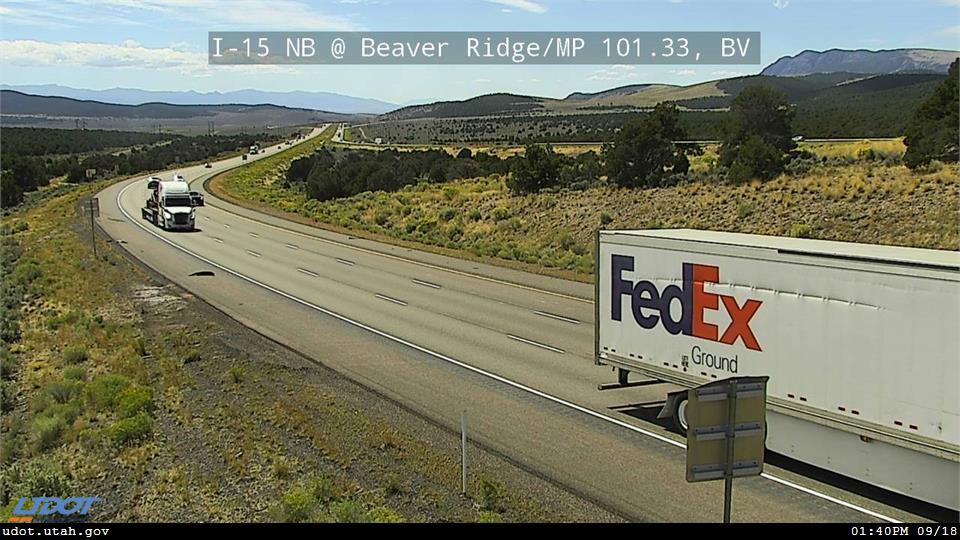 I-15 NB @ Beaver Ridge/MP 101.33, BV
FedEx
Ground
UDOT
udot.utah.gov
01:40PM 09/18